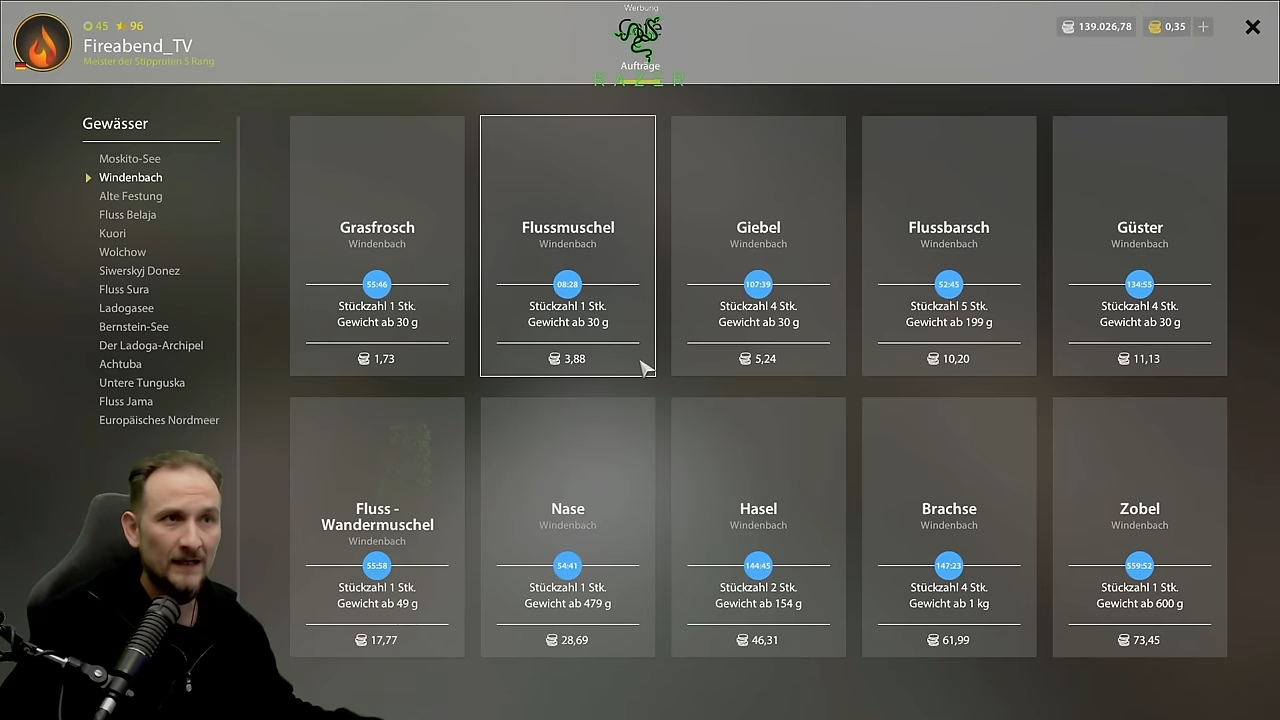 Werbung
45 96
Fireabend_TV
Meister der Stippruten 5 Rang
Aufträge
RAZER
139.026,78
0,35
Gewässer
Moskito-See
Windenbach
Alte Festung
Fluss Belaja
Kuori
Wolchow
Siwerskyj Donez
Fluss Sura
Ladogasee
Bernstein-See
Der Ladoga-Archipel
Achtuba
Untere Tunguska
Fluss Jama
Europäisches Nordmeer
Grasfrosch
Windenbach
55:46
Stückzahl 1 Stk.
Gewicht ab 30 g
1,73
Flussmuschel
Windenbach
08:28
Stückzahl 1 Stk.
Gewicht ab 30 g
3,88
Giebel
Windenbach
107:39
Stückzahl 4 Stk.
Gewicht ab 30 g
5,24
Flussbarsch
Windenbach
52:45
Stückzahl 5 Stk.
Gewicht ab 199 g
10,20
Güster
Windenbach
134:55
Stückzahl 4 Stk.
Gewicht ab 30 g
11,13
Fluss -
Wandermuschel
Windenbach
55:58
Stückzahl 1 Stk.
Gewicht ab 49 g
17,77
Nase
Windenbach
54:41
Stückzahl 1 Stk.
Gewicht ab 479 g
28,69
Hasel
Windenbach
144:45
Stückzahl 2 Stk.
Gewicht ab 154 g
46,31
Brachse
Windenbach
147:23
Stückzahl 4 Stk.
Gewicht ab 1 kg
61,99
Zobel
Windenbach
559:52
Stückzahl 1 Stk.
Gewicht ab 600 g
73,45